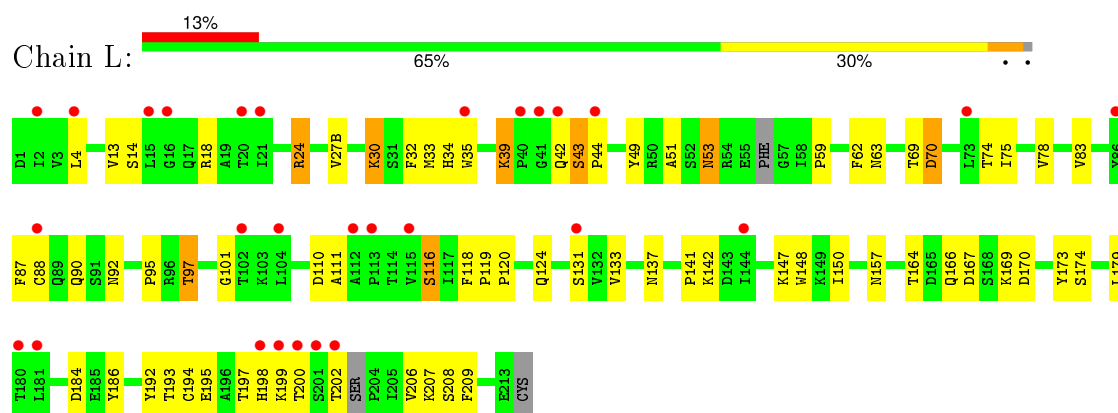 13%
Chain L:
65%
30%
D1 I2 V3 L4 V13 S14 L15 G16 Q17 R18 A19 T20 I21 R24 V27B K30 S31 F32 M33 H34 W35 K39 P40 G41 Q42 S43 P44 Y49 R50 A51 S52 N53 R54 E55 PHE G57 I58 P59 F62 N63 T69 D70 L73 T74 I75 V78 V83
F87 C88 Q89 Q90 S91 N92 P95 R96 T97 G101 T102 K103 L104 D110 A111 A112 P113 T114 V115 S116 I117 F118 P119 P120 Q124 S131 V132 V133 N137 P141 K142 D143 I144 K147 W148 K149 I150 N157 T164 D165 Q166 D167 S168 K169 D170 Y173 S174
T180 L181 D184 E185 Y186 Y192 T193 C194 E195 A196 T197 H198 K199 T200 S201 T202 SER P204 I205 V206 K207 S208 F209 E213 CYS